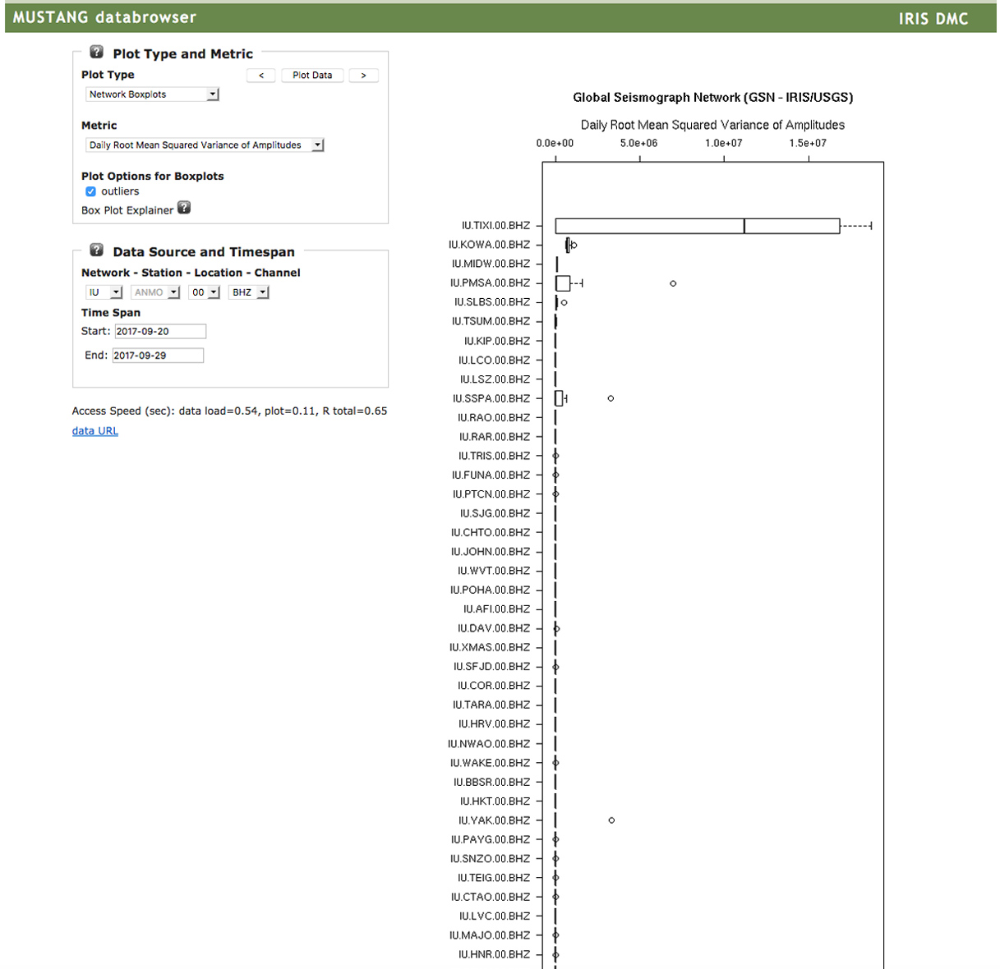 MUSTANG databrowser
IRIS DMC
? Plot Type and Metric
Plot Type
< Plot Data >
Network Boxplots
Metric
Daily Root Mean Squared Variance of Amplitudes
Plot Options for Boxplots
outliers
Box Plot Explainer ?
? Data Source and Timespan
Network - Station - Location - Channel
IU ANMO 00 BHZ
Time Span
Start: 2017-09-20
End: 2017-09-29
Access Speed (sec): data load=0.54, plot=0.11, R total=0.65
data URL
Global Seismograph Network (GSN - IRIS/USGS)
Daily Root Mean Squared Variance of Amplitudes
0.0e+00 5.0e+06 1.0e+07 1.5e+07
IU.TIXI.00.BHZ
IU.KOWA.00.BHZ
IU.MIDW.00.BHZ
IU.PMSA.00.BHZ
IU.SLBS.00.BHZ
IU.TSUM.00.BHZ
IU.KIP.00.BHZ
IU.LCO.00.BHZ
IU.LSZ.00.BHZ
IU.SSPA.00.BHZ
IU.RAO.00.BHZ
IU.RAR.00.BHZ
IU.TRIS.00.BHZ
IU.FUNA.00.BHZ
IU.PTCN.00.BHZ
IU.SJG.00.BHZ
IU.CHTO.00.BHZ
IU.JOHN.00.BHZ
IU.WVT.00.BHZ
IU.POHA.00.BHZ
IU.AFI.00.BHZ
IU.DAV.00.BHZ
IU.XMAS.00.BHZ
IU.SFJD.00.BHZ
IU.COR.00.BHZ
IU.TARA.00.BHZ
IU.HRV.00.BHZ
IU.NWAO.00.BHZ
IU.WAKE.00.BHZ
IU.BBSR.00.BHZ
IU.HKT.00.BHZ
IU.YAK.00.BHZ
IU.PAYG.00.BHZ
IU.SNZO.00.BHZ
IU.TEIG.00.BHZ
IU.CTAO.00.BHZ
IU.LVC.00.BHZ
IU.MAJO.00.BHZ
IU.HNR.00.BHZ